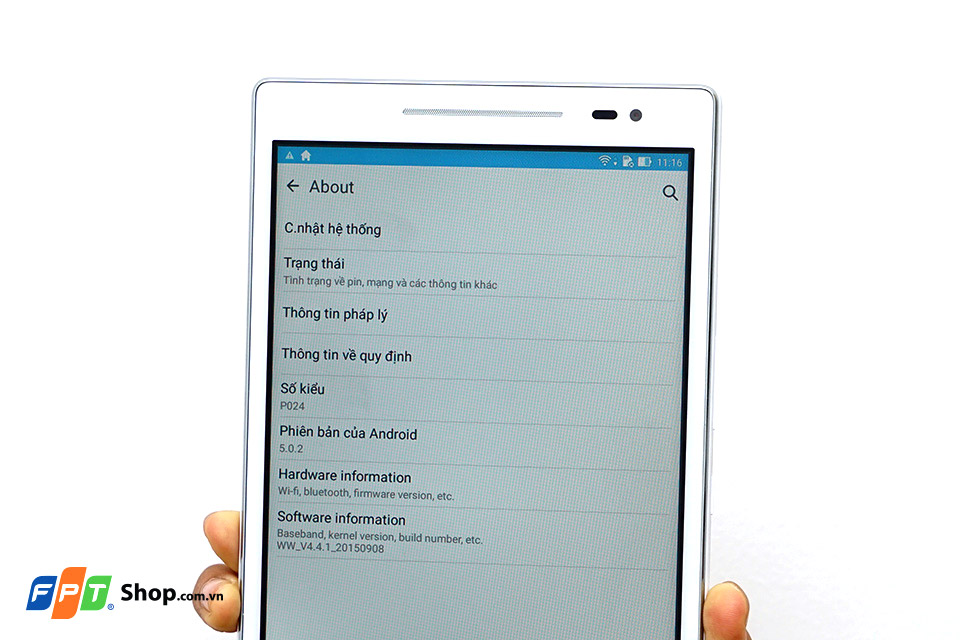 11:16
About
C.nhật hệ thống
Trạng thái
Tình trạng về pin, mạng và các thông tin khác
Thông tin pháp lý
Thông tin về quy định
Số kiểu
P024
Phiên bản của Android
5.0.2
Hardware information
Wi-fi, bluetooth, firmware version, etc.
Software information
Baseband, kernel version, build number, etc.
WW_V4.4.1_20150908
FPT® Shop.com.vn